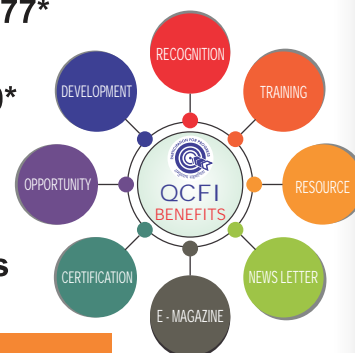 77*
RECOGNITION
DEVELOPMENT
TRAINING
*
OPPORTUNITY
QCFI
BENEFITS
RESOURCE
s
CERTIFICATION
NEWS LETTER
E - MAGAZINE